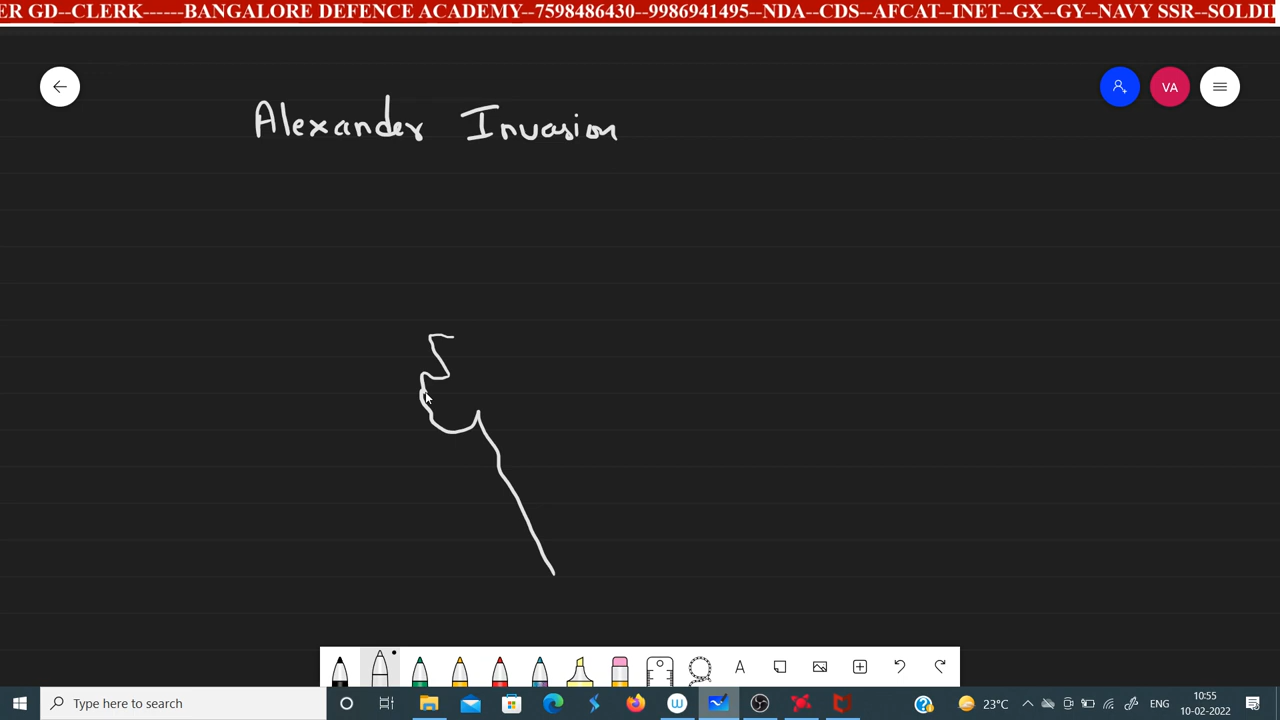 ER GD--CLERK------BANGALORE DEFENCE ACADEMY--7598486430--9986941495--NDA--CDS--AFCAT--INET--GX--GY--NAVY SSR--SOLDI
VA
Alexander Invasion
A
Type here to search
23°C
ENG
10:55
10-02-2022